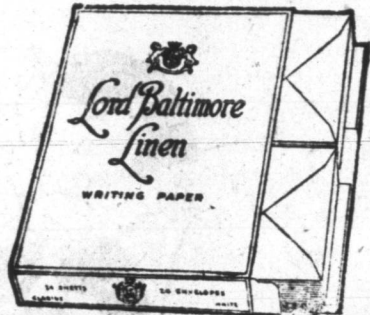 Lord Baltimore
Linen
WRITING PAPER
24 SHEETS
20 ENVELOPES
WHITE